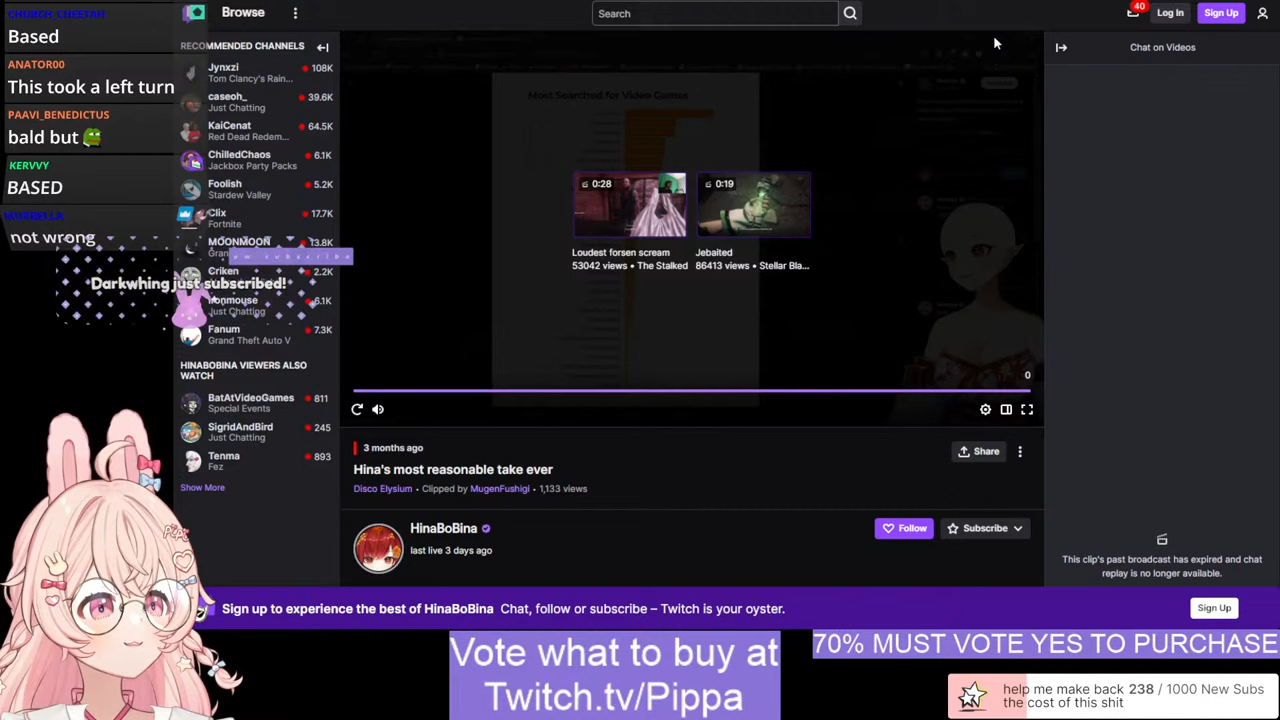 CHURCH_CHEETAH
Based
ANATOR00
This took a left turn
PAAVI_BENEDICTUS
bald but
KERVVY
BASED
not wrong
Darkwhing just subscribed!
Browse
Search
40
Log In
Sign Up
RECOMMENDED CHANNELS
Jynxzi
108K
Tom Clancy's Rain...
caseoh_
39.6K
Just Chatting
KaiCenat
64.5K
Red Dead Redem...
ChilledChaos
6.1K
Jackbox Party Packs
Foolish
5.2K
Stardew Valley
Clix
17.7K
Fortnite
MOONMOON
13.8K
Criken
2.2K
Ironmouse
6.1K
Just Chatting
Fanum
7.3K
Grand Theft Auto V
HINABOBINA VIEWERS ALSO
WATCH
BatAtVideoGames
811
Special Events
SigridAndBird
245
Just Chatting
Tenma
893
Fez
Show More
Most Searched for Video Games
0:28
Loudest forsen scream
53042 views • The Stalked
0:19
Jebaited
86413 views • Stellar Bla...
0
3 months ago
Share
Hina's most reasonable take ever
Disco Elysium • Clipped by MugenFushigi • 1,133 views
HinaBoBina
last live 3 days ago
Follow
Subscribe
Chat on Videos
This clip's past broadcast has expired and chat
replay is no longer available.
Sign up to experience the best of HinaBoBina Chat, follow or subscribe – Twitch is your oyster.
Sign Up
Pipi
Vote what to buy at
Twitch.tv/Pippa
70% MUST VOTE YES TO PURCHASE
help me make back 238 / 1000 New Subs
the cost of this shit